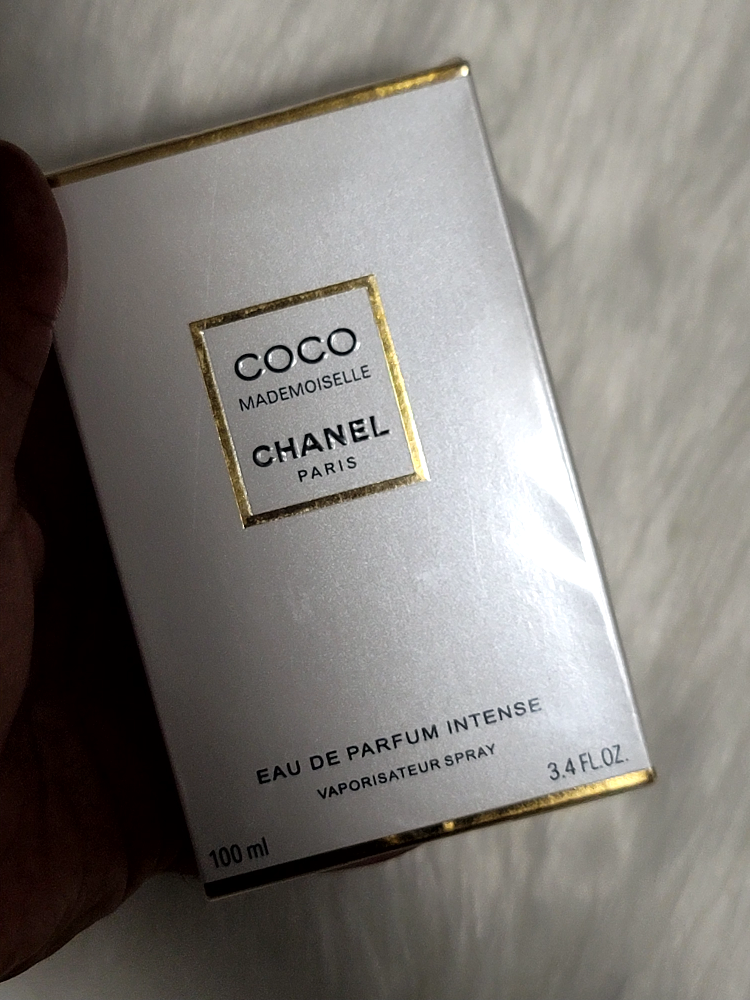 COCO
MADEMOISELLE
CHANEL
PARIS
EAU DE PARFUM INTENSE
VAPORISATEUR SPRAY
100 ml 3.4 FL.OZ.